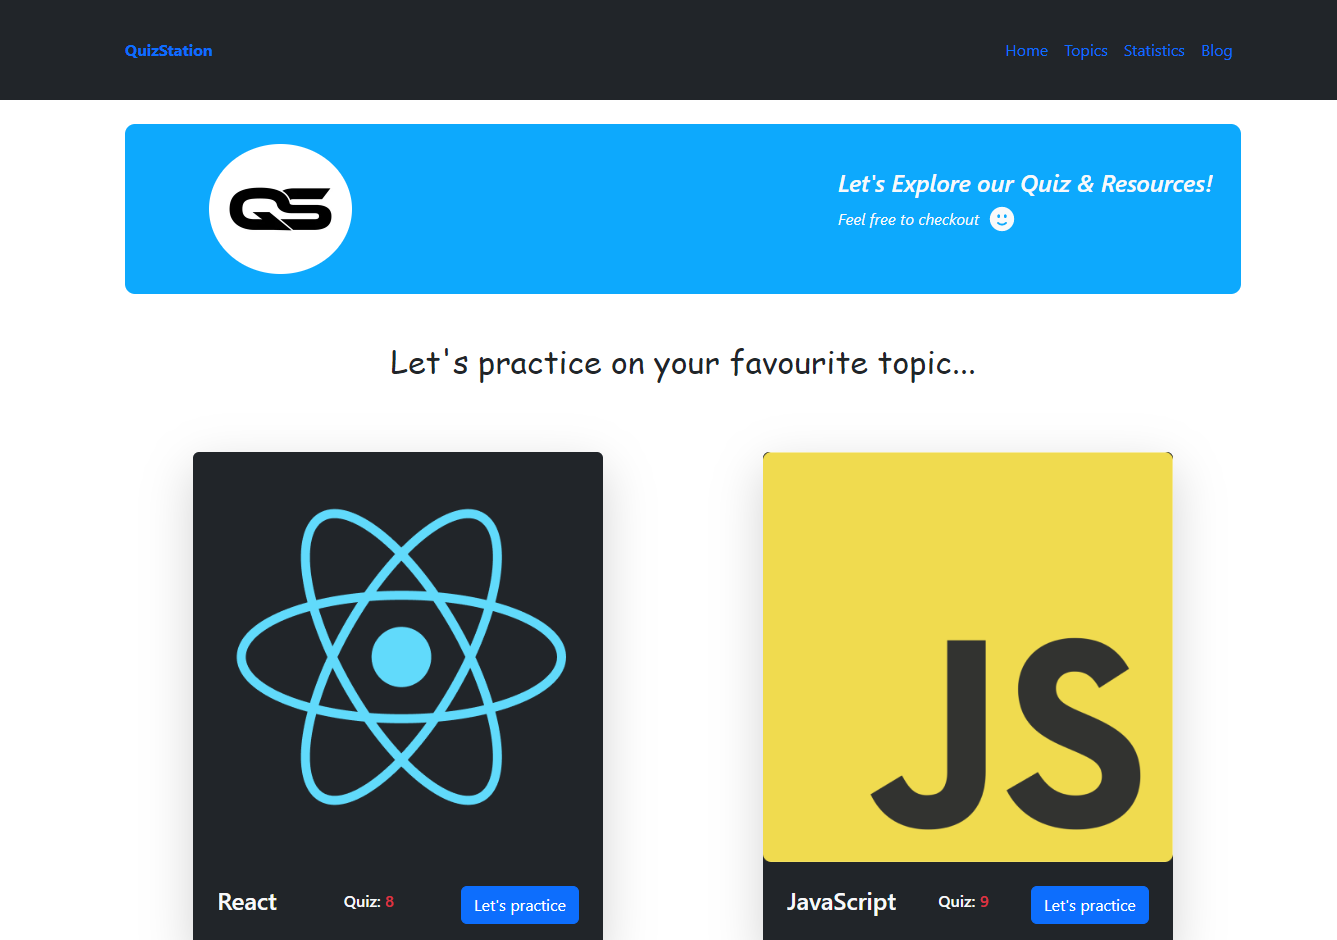 QuizStation Home Topics Statistics Blog
QS
Let's Explore our Quiz & Resources!
Feel free to checkout
Let's practice on your favourite topic...
JS
React Quiz: 8 Let's practice
JavaScript Quiz: 9 Let's practice